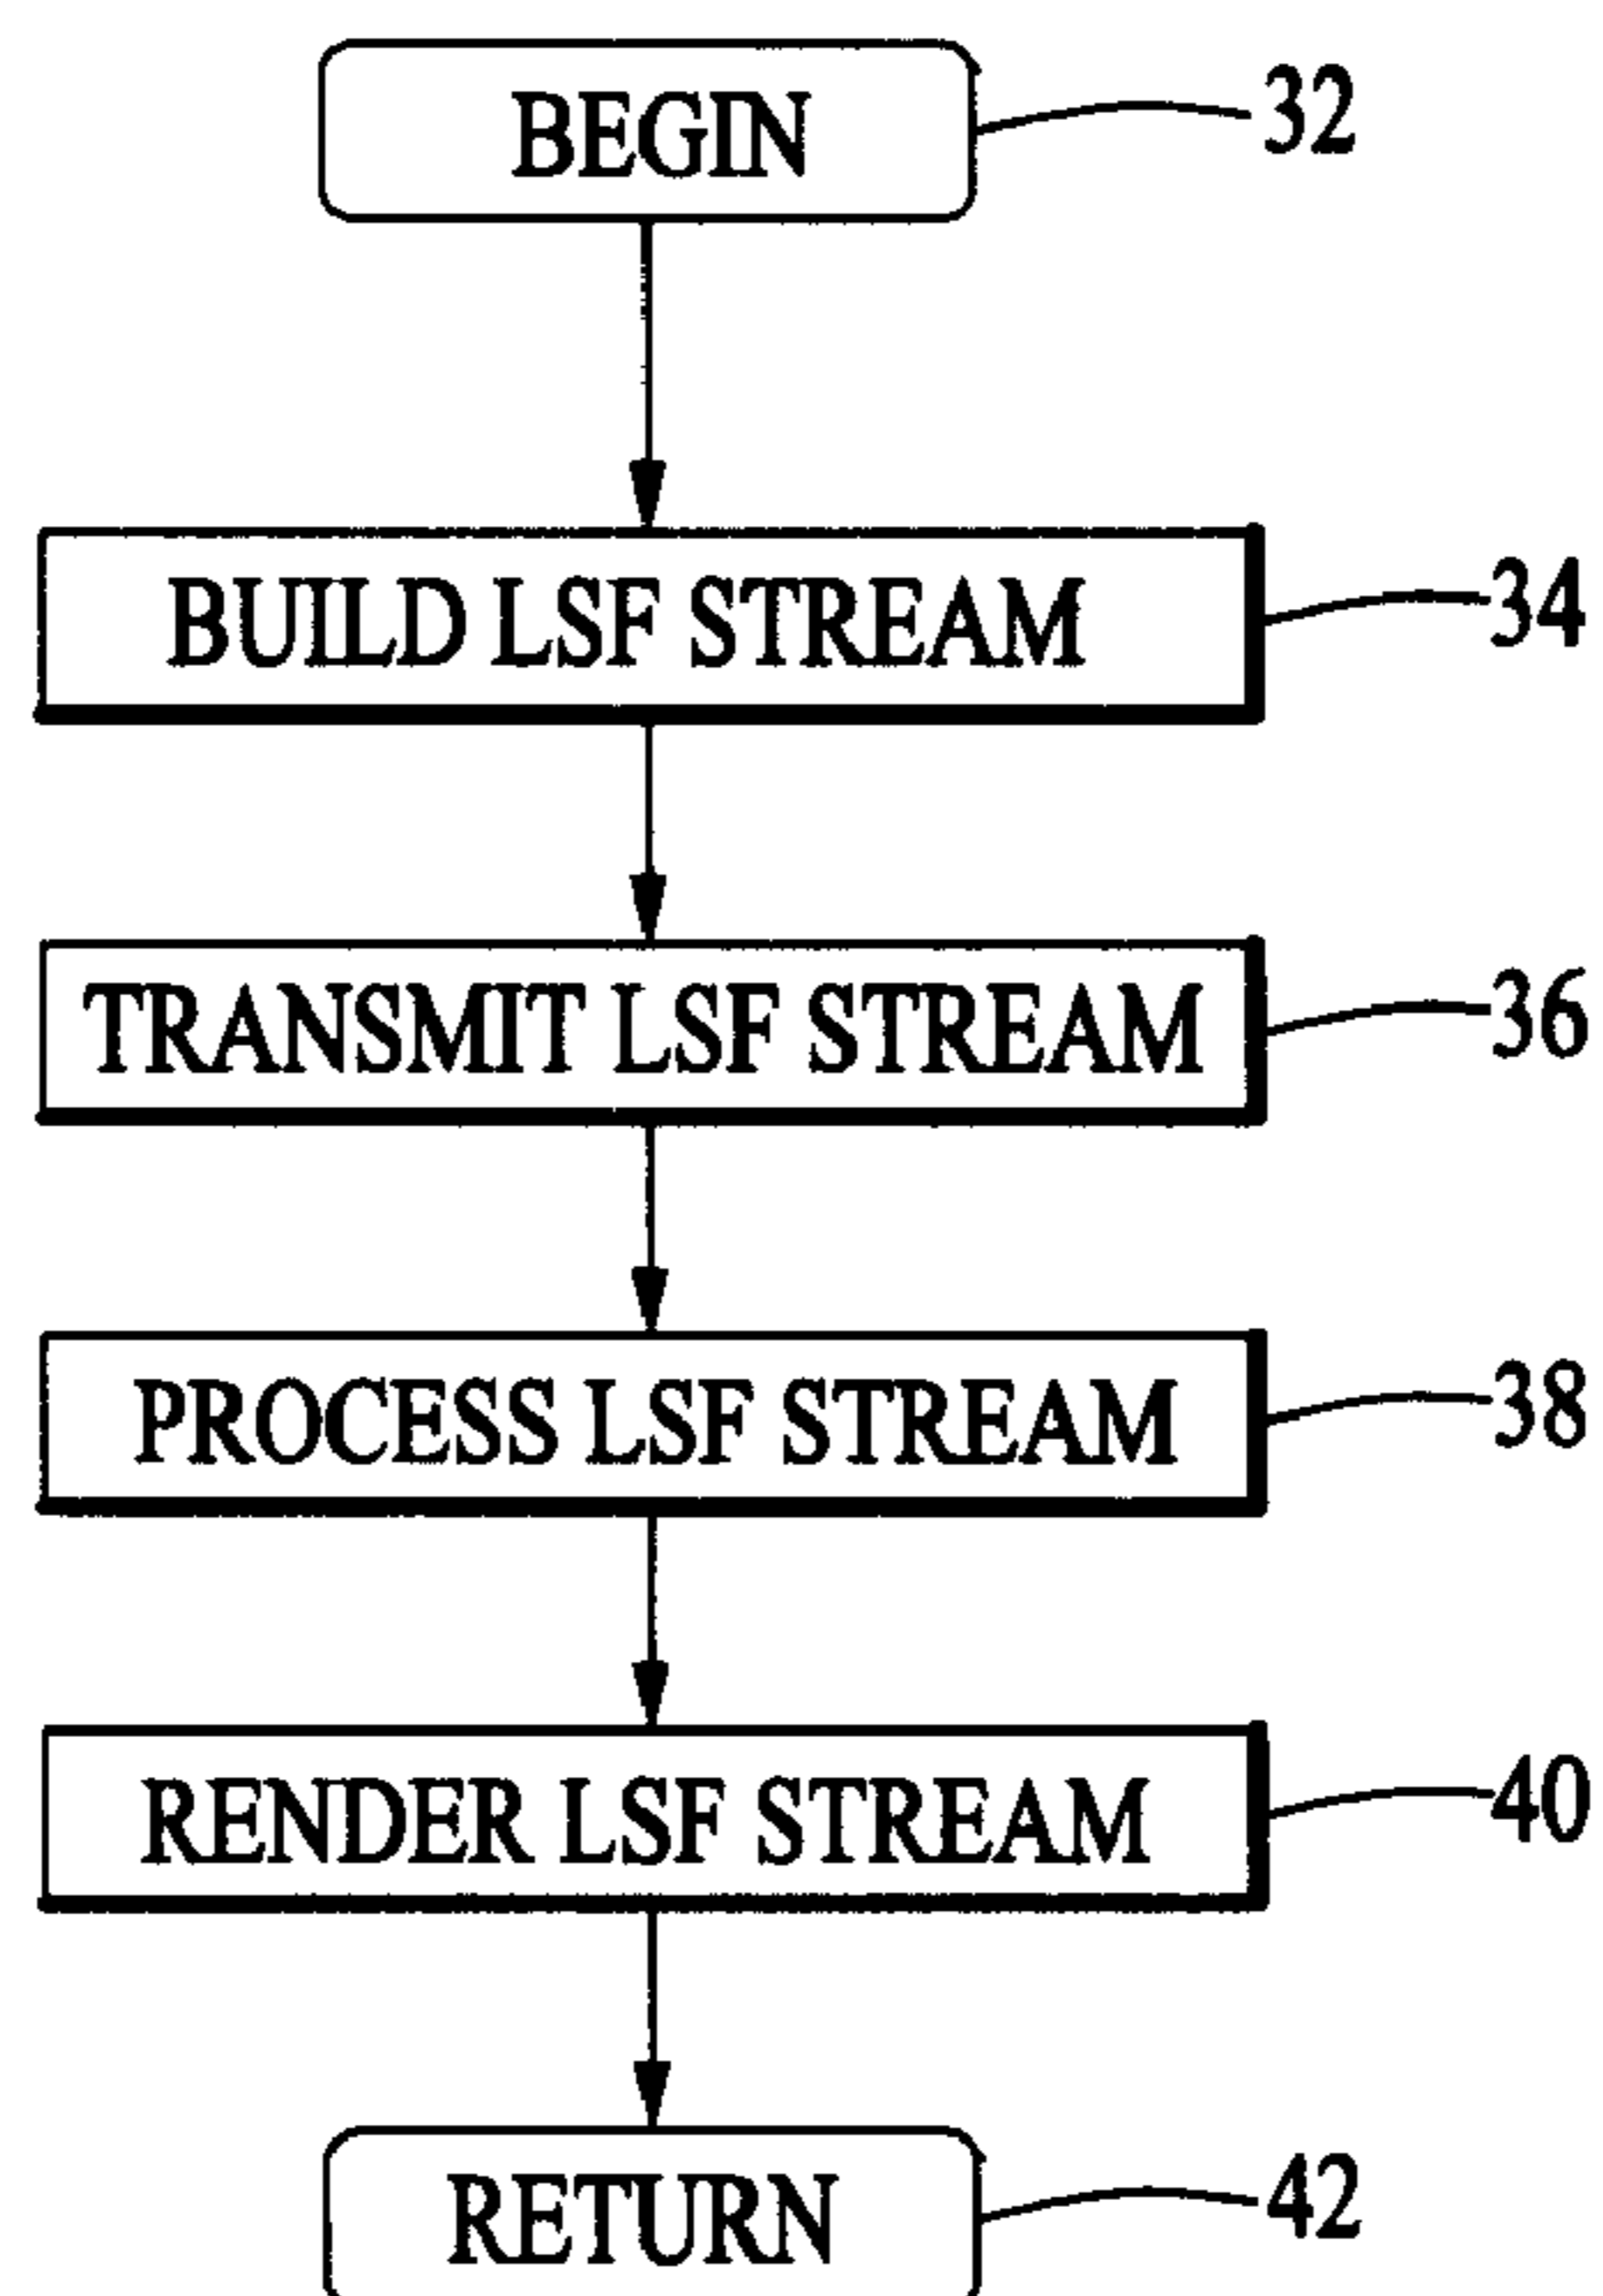 BEGIN 32
BUILD LSF STREAM 34
TRANSMIT LSF STREAM 36
PROCESS LSF STREAM 38
RENDER LSF STREAM 40
RETURN 42